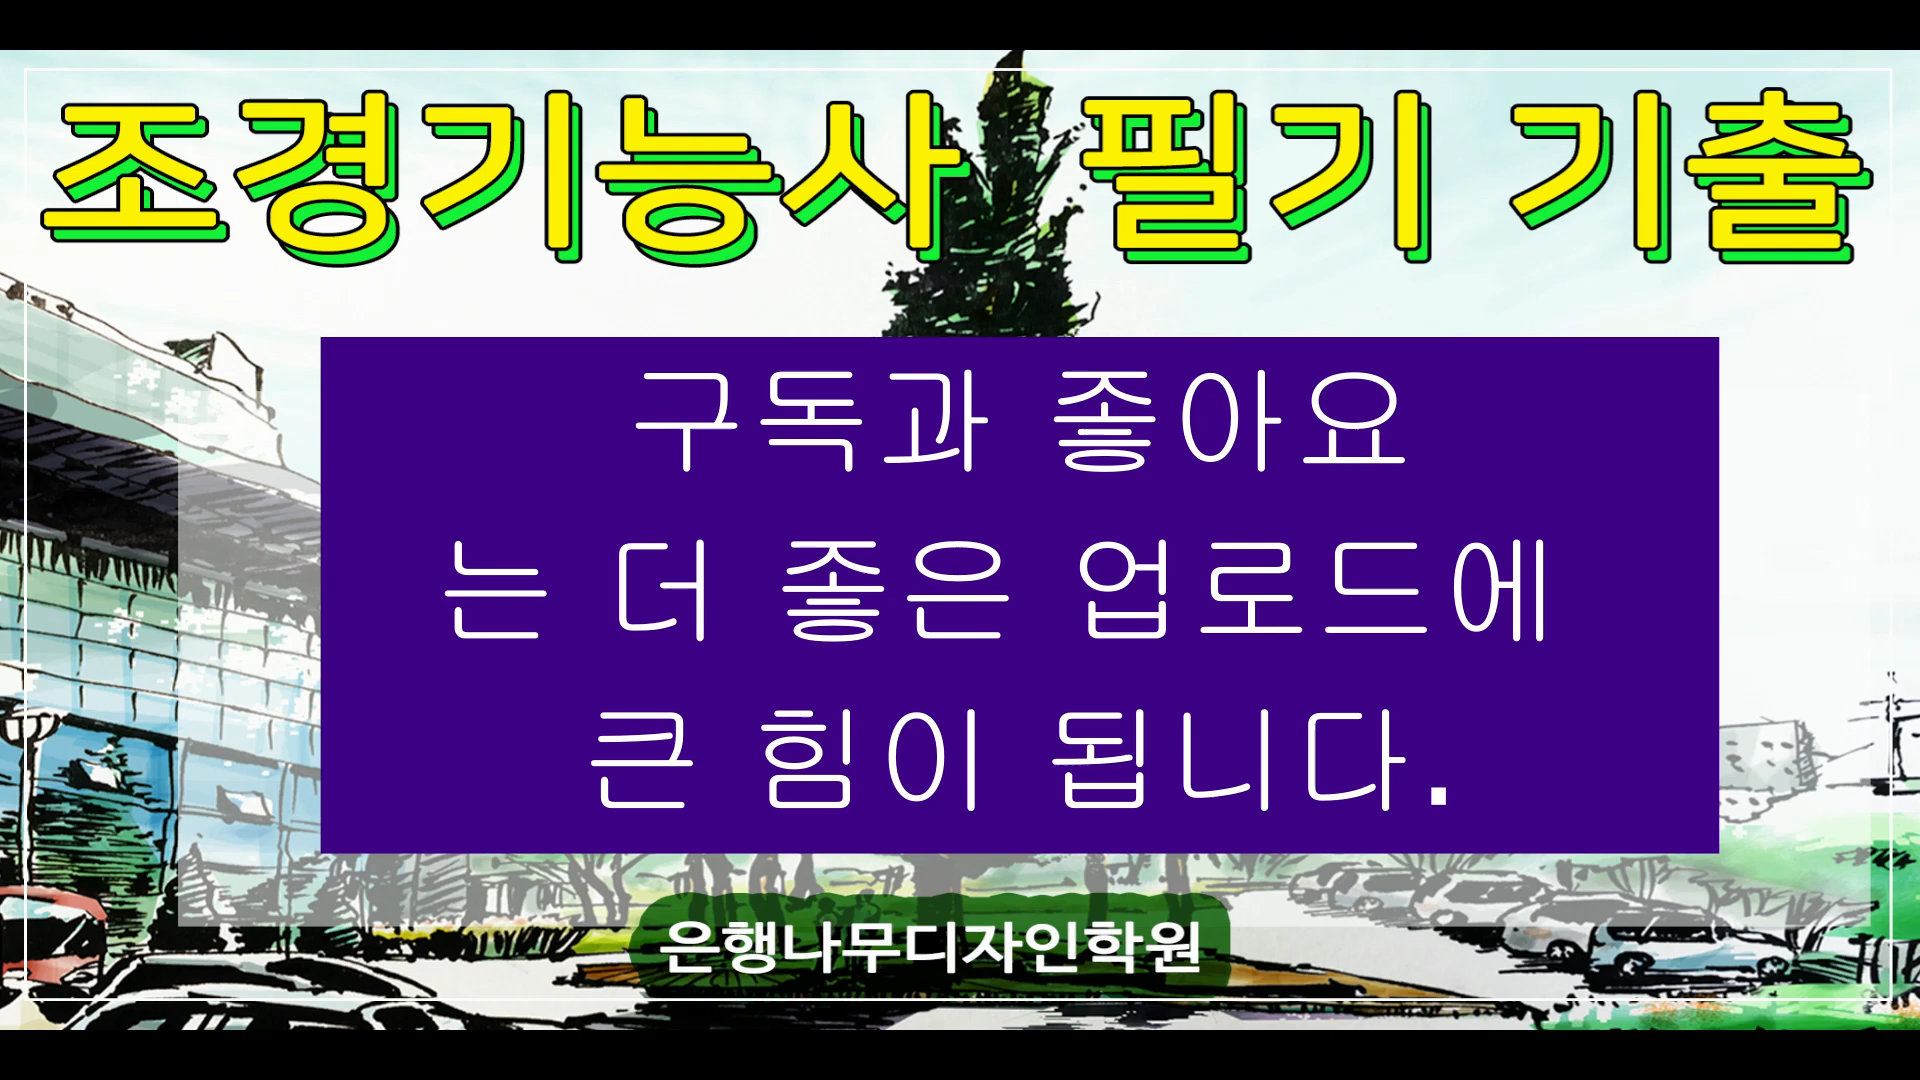 조경기능사 필기 기출
구독과 좋아요
는 더 좋은 업로드에
큰 힘이 됩니다.
은행나무디자인학원